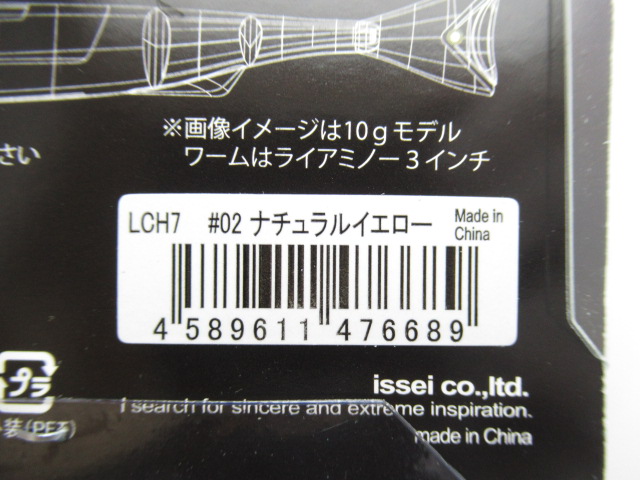 ※画像イメージは10gモデル
さい
ワームはライアミノー3インチ
LCH7 #02 ナチュラルイエロー Made in China
4 589611 476689
プラ
issei co.,ltd.
I search for sincere and extreme inspiration.
装(PET)
made in China